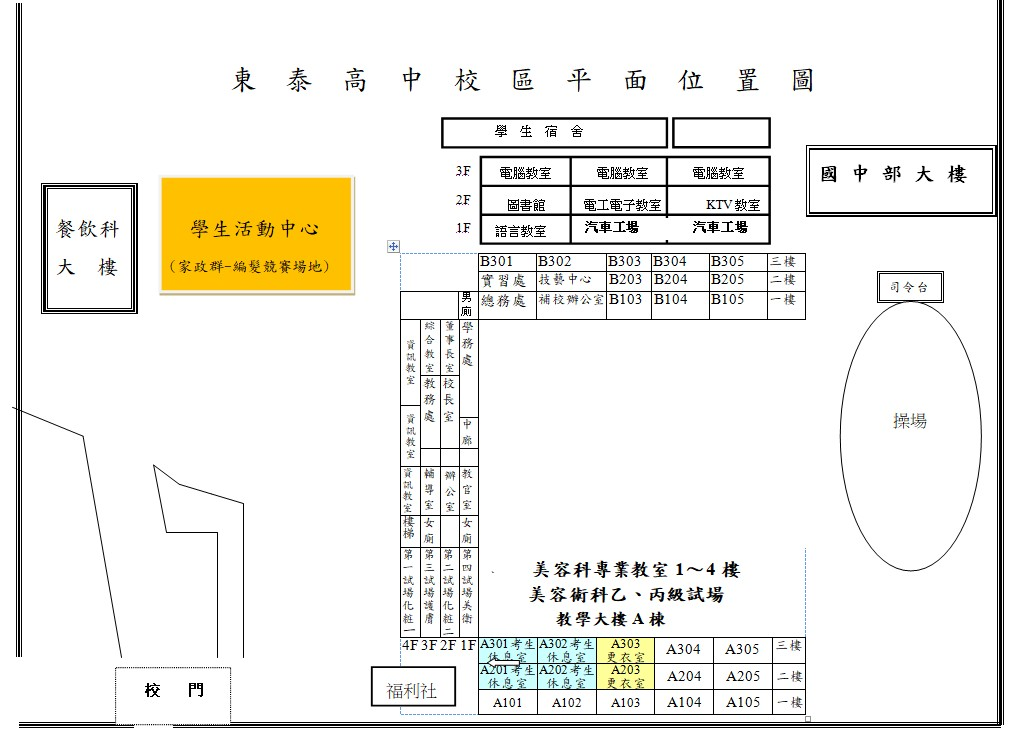 東泰高中校區平面位置圖
學生宿舍
3F 電腦教室 電腦教室 電腦教室
2F 圖書館 電工電子教室 KTV教室
1F 語言教室 汽車工場 汽車工場
國中部大樓
餐飲科
大樓
學生活動中心
(家政群-編髮競賽場地)
司令台
操場
B301 B302 B303 B304 B305 三樓
實習處 技藝中心 B203 B204 B205 二樓
總務處 補校辦公室 B103 B104 B105 一樓
男廁
資訊教室 綜合教室 董事長室 學務處
教務處 校長室
資訊教室 中廊
資訊教室 輔導室 辦公室 教官室
樓梯 女廁 女廁
第一試場化粧一 第三試場護膚 第二試場化粧二 第四試場美衛
4F 3F 2F 1F
美容科專業教室1～4樓
美容術科乙、丙級試場
教學大樓A棟
A301考生休息室 A302考生休息室 A303更衣室 A304 A305 三樓
A201考生休息室 A202考生休息室 A203更衣室 A204 A205 二樓
A101 A102 A103 A104 A105 一樓
福利社
校門